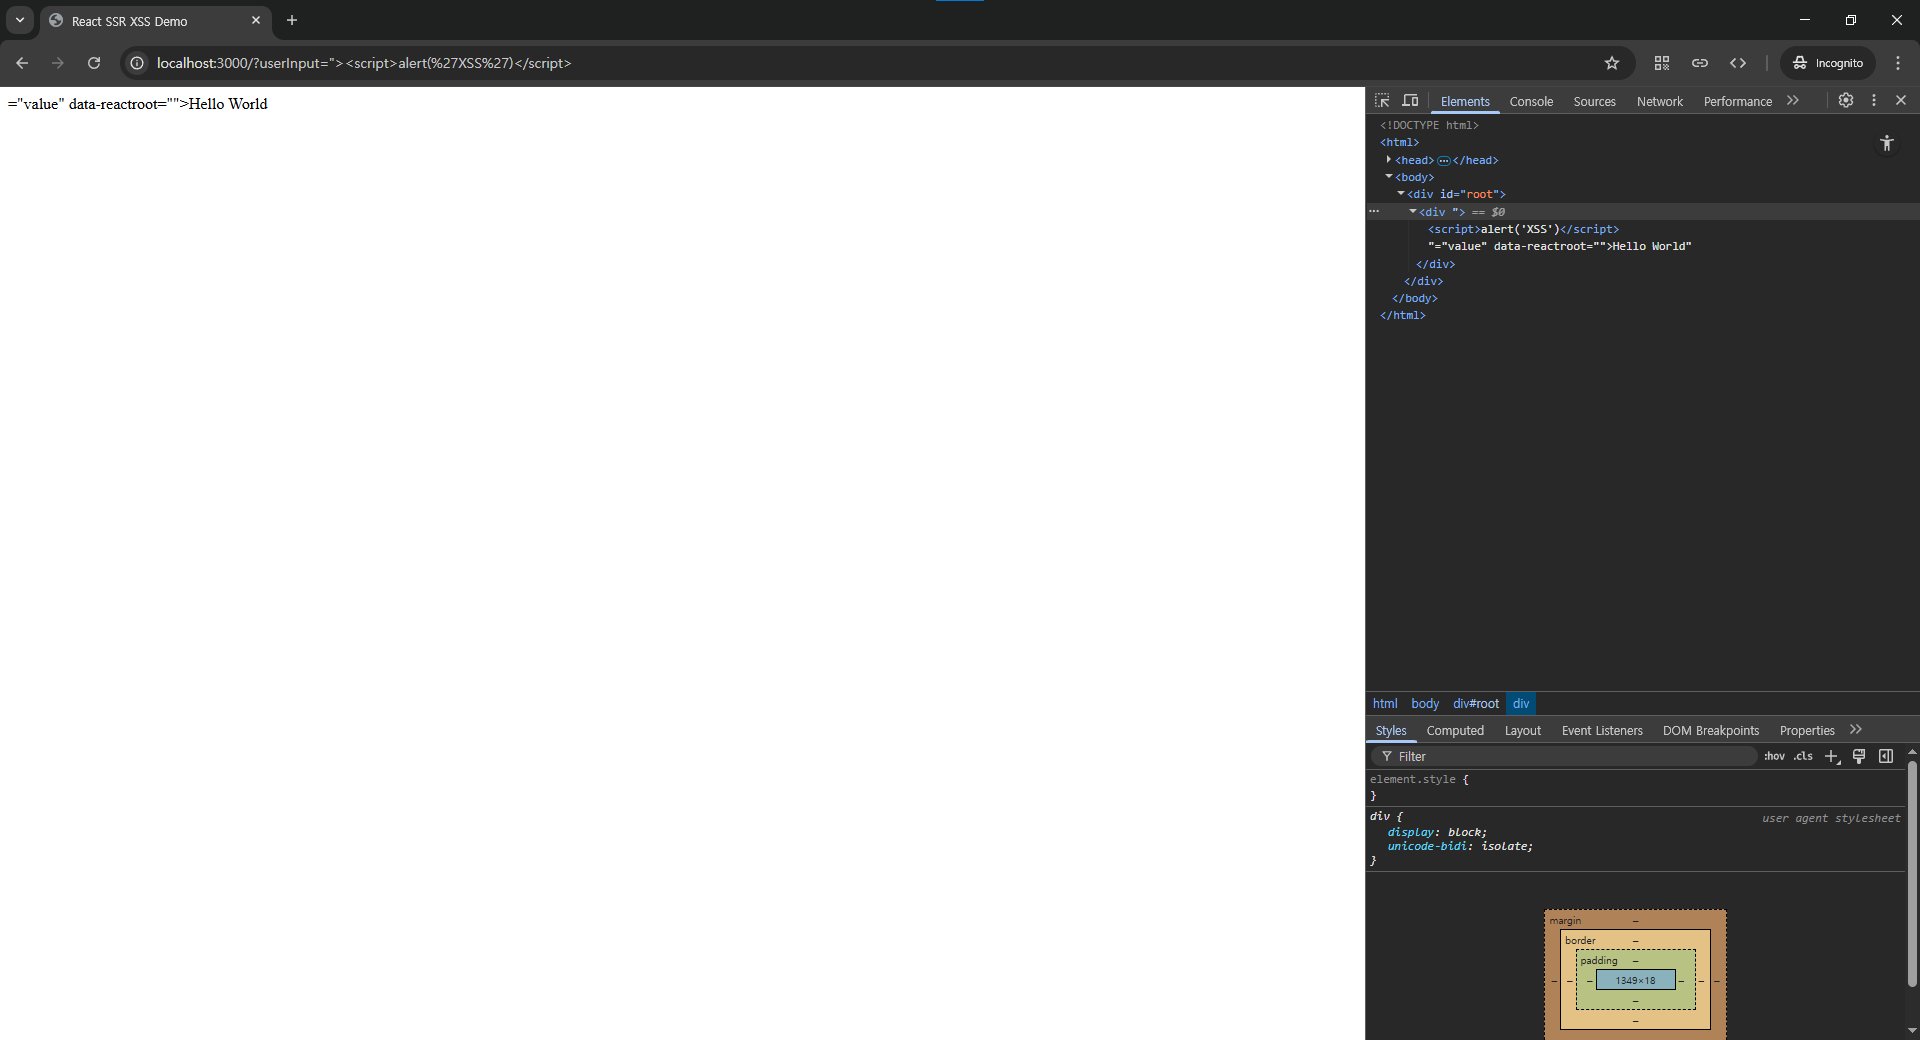 React SSR XSS Demo
localhost:3000/?userInput="><script>alert(%27XSS%27)</script>
Incognito
="value" data-reactroot="">Hello World
Elements Console Sources Network Performance
<!DOCTYPE html>
<html>
<head> ••• </head>
<body>
<div id="root">
••• <div "> == $0
<script>alert('XSS')</script>
"="value" data-reactroot="">Hello World"
</div>
</div>
</body>
</html>
html body div#root div
Styles Computed Layout Event Listeners DOM Breakpoints Properties
Filter :hov .cls
element.style {
}
div { user agent stylesheet
display: block;
unicode-bidi: isolate;
}
margin –
border –
padding –
– – – 1349×18 – – –
–
–